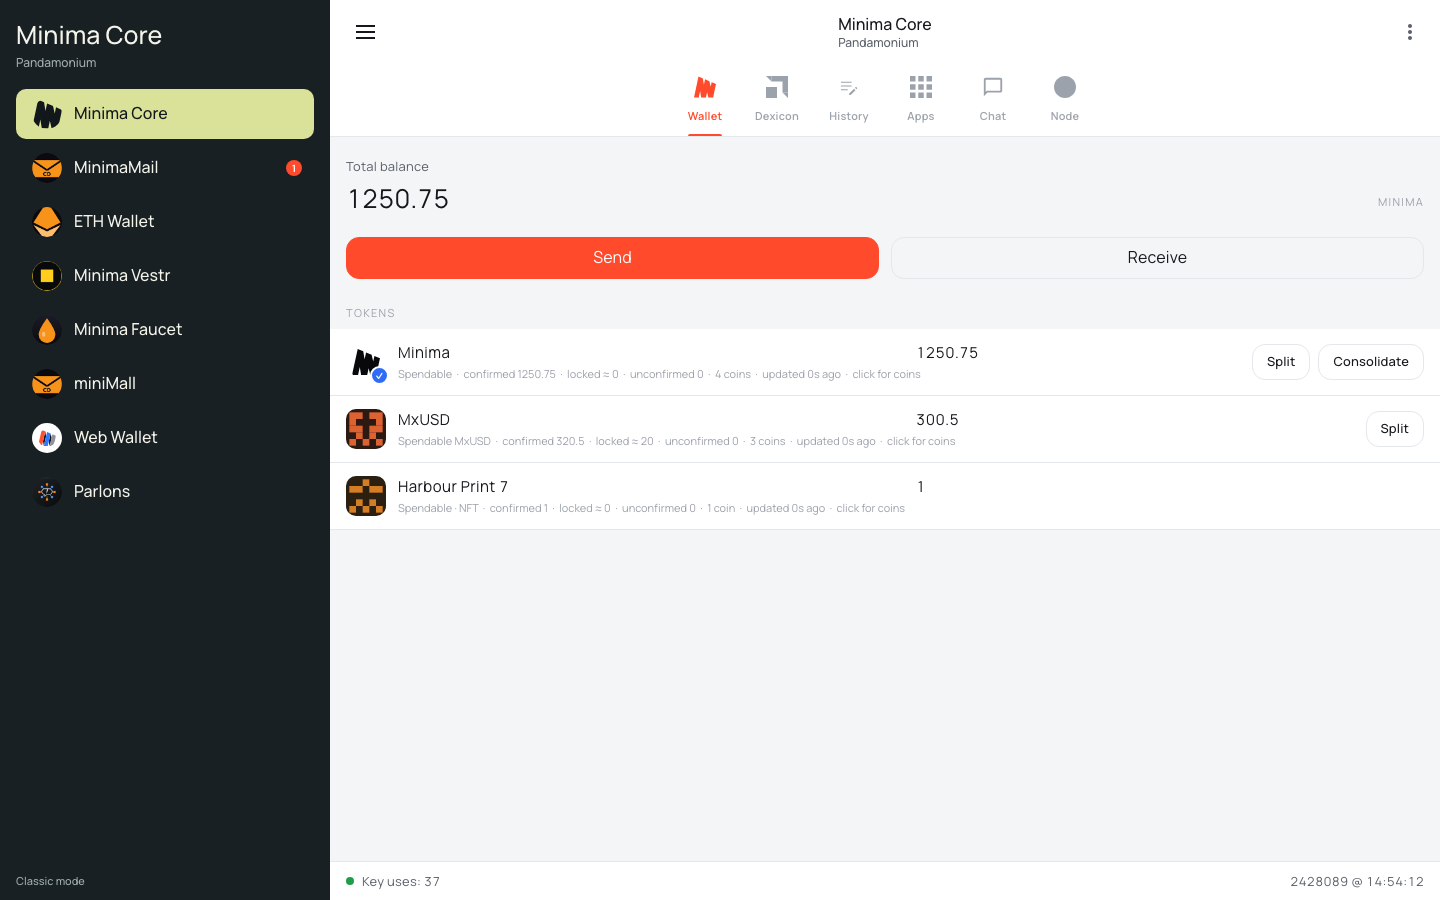 Minima Core
Pandamonium
Minima Core
MinimaMail
1
ETH Wallet
Minima Vestr
Minima Faucet
miniMall
Web Wallet
Parlons
Classic mode
Minima Core
Pandamonium
Wallet
Dexicon
History
Apps
Chat
Node
Total balance
1250.75
MINIMA
Send
Receive
TOKENS
Minima
1250.75
Spendable · confirmed 1250.75 · locked ≈ 0 · unconfirmed 0 · 4 coins · updated 0s ago · click for coins
Split
Consolidate
MxUSD
300.5
Spendable MxUSD · confirmed 320.5 · locked ≈ 20 · unconfirmed 0 · 3 coins · updated 0s ago · click for coins
Split
Harbour Print 7
1
Spendable · NFT · confirmed 1 · locked ≈ 0 · unconfirmed 0 · 1 coin · updated 0s ago · click for coins
Key uses: 37
2428089 @ 14:54:12